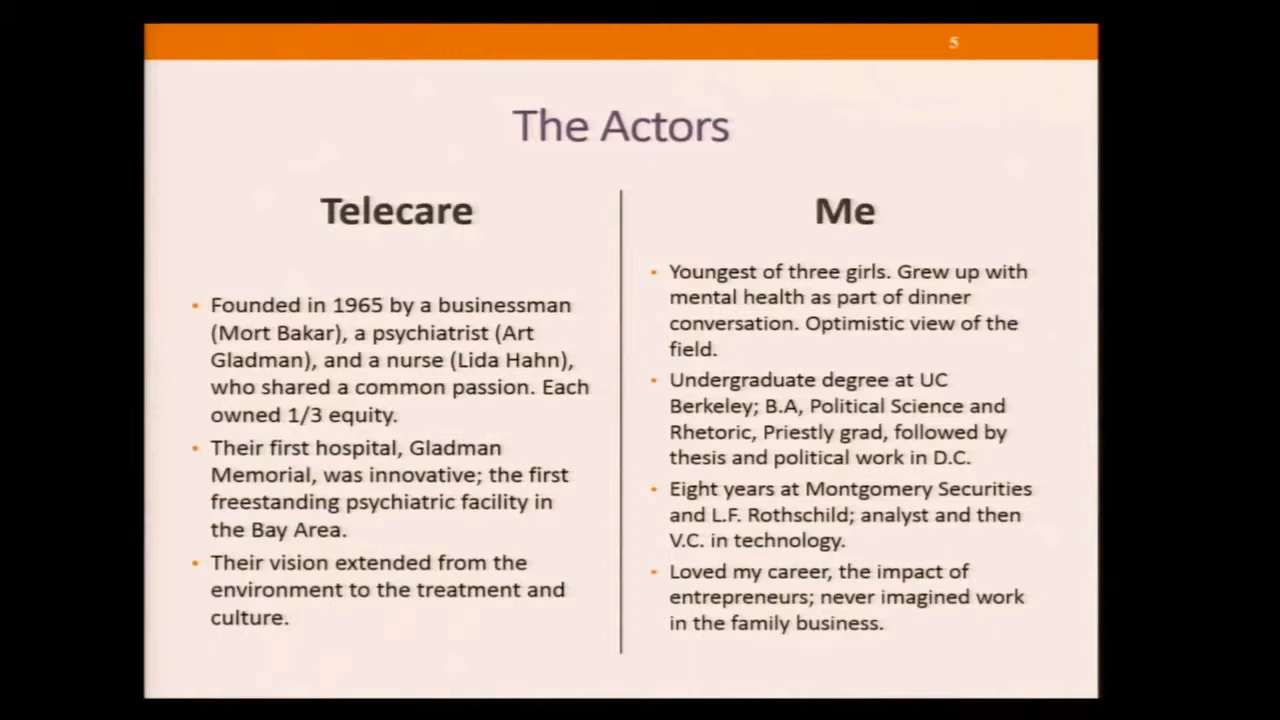 5
The Actors
Telecare
Founded in 1965 by a businessman
(Mort Bakar), a psychiatrist (Art
Gladman), and a nurse (Lida Hahn),
who shared a common passion. Each
owned 1/3 equity.
Their first hospital, Gladman
Memorial, was innovative; the first
freestanding psychiatric facility in
the Bay Area.
Their vision extended from the
environment to the treatment and
culture.
Me
Youngest of three girls. Grew up with
mental health as part of dinner
conversation. Optimistic view of the
field.
Undergraduate degree at UC
Berkeley; B.A, Political Science and
Rhetoric, Priestly grad, followed by
thesis and political work in D.C.
Eight years at Montgomery Securities
and L.F. Rothschild; analyst and then
V.C. in technology.
Loved my career, the impact of
entrepreneurs; never imagined work
in the family business.